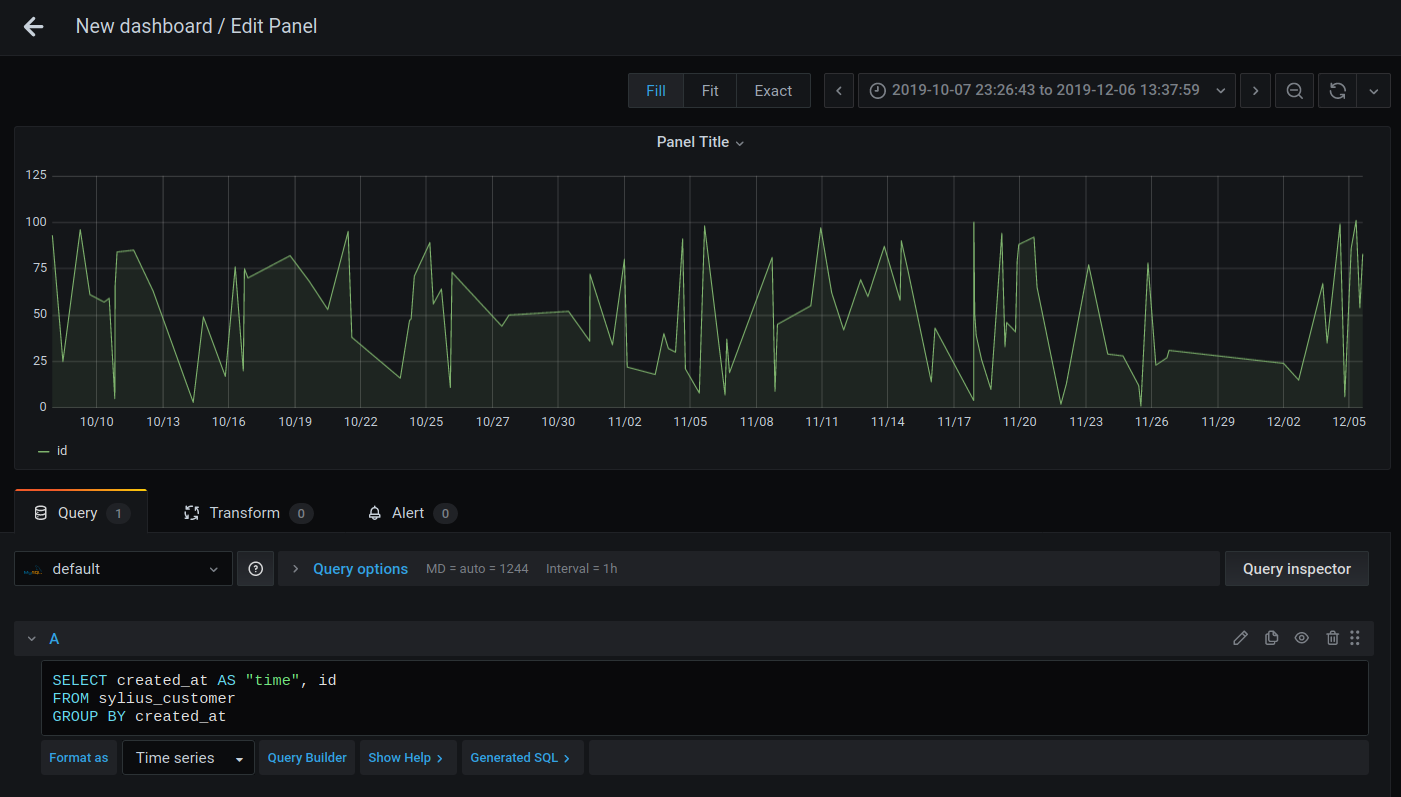 New dashboard / Edit Panel
Fill Fit Exact 2019-10-07 23:26:43 to 2019-12-06 13:37:59
Panel Title
125
100
75
50
25
0
10/10 10/13 10/16 10/19 10/22 10/25 10/27 10/30 11/02 11/05 11/08 11/11 11/14 11/17 11/20 11/23 11/26 11/29 12/02 12/05
id
Query 1 Transform 0 Alert 0
default Query options MD = auto = 1244 Interval = 1h Query inspector
A
SELECT created_at AS "time", id
FROM sylius_customer
GROUP BY created_at
Format as Time series Query Builder Show Help Generated SQL